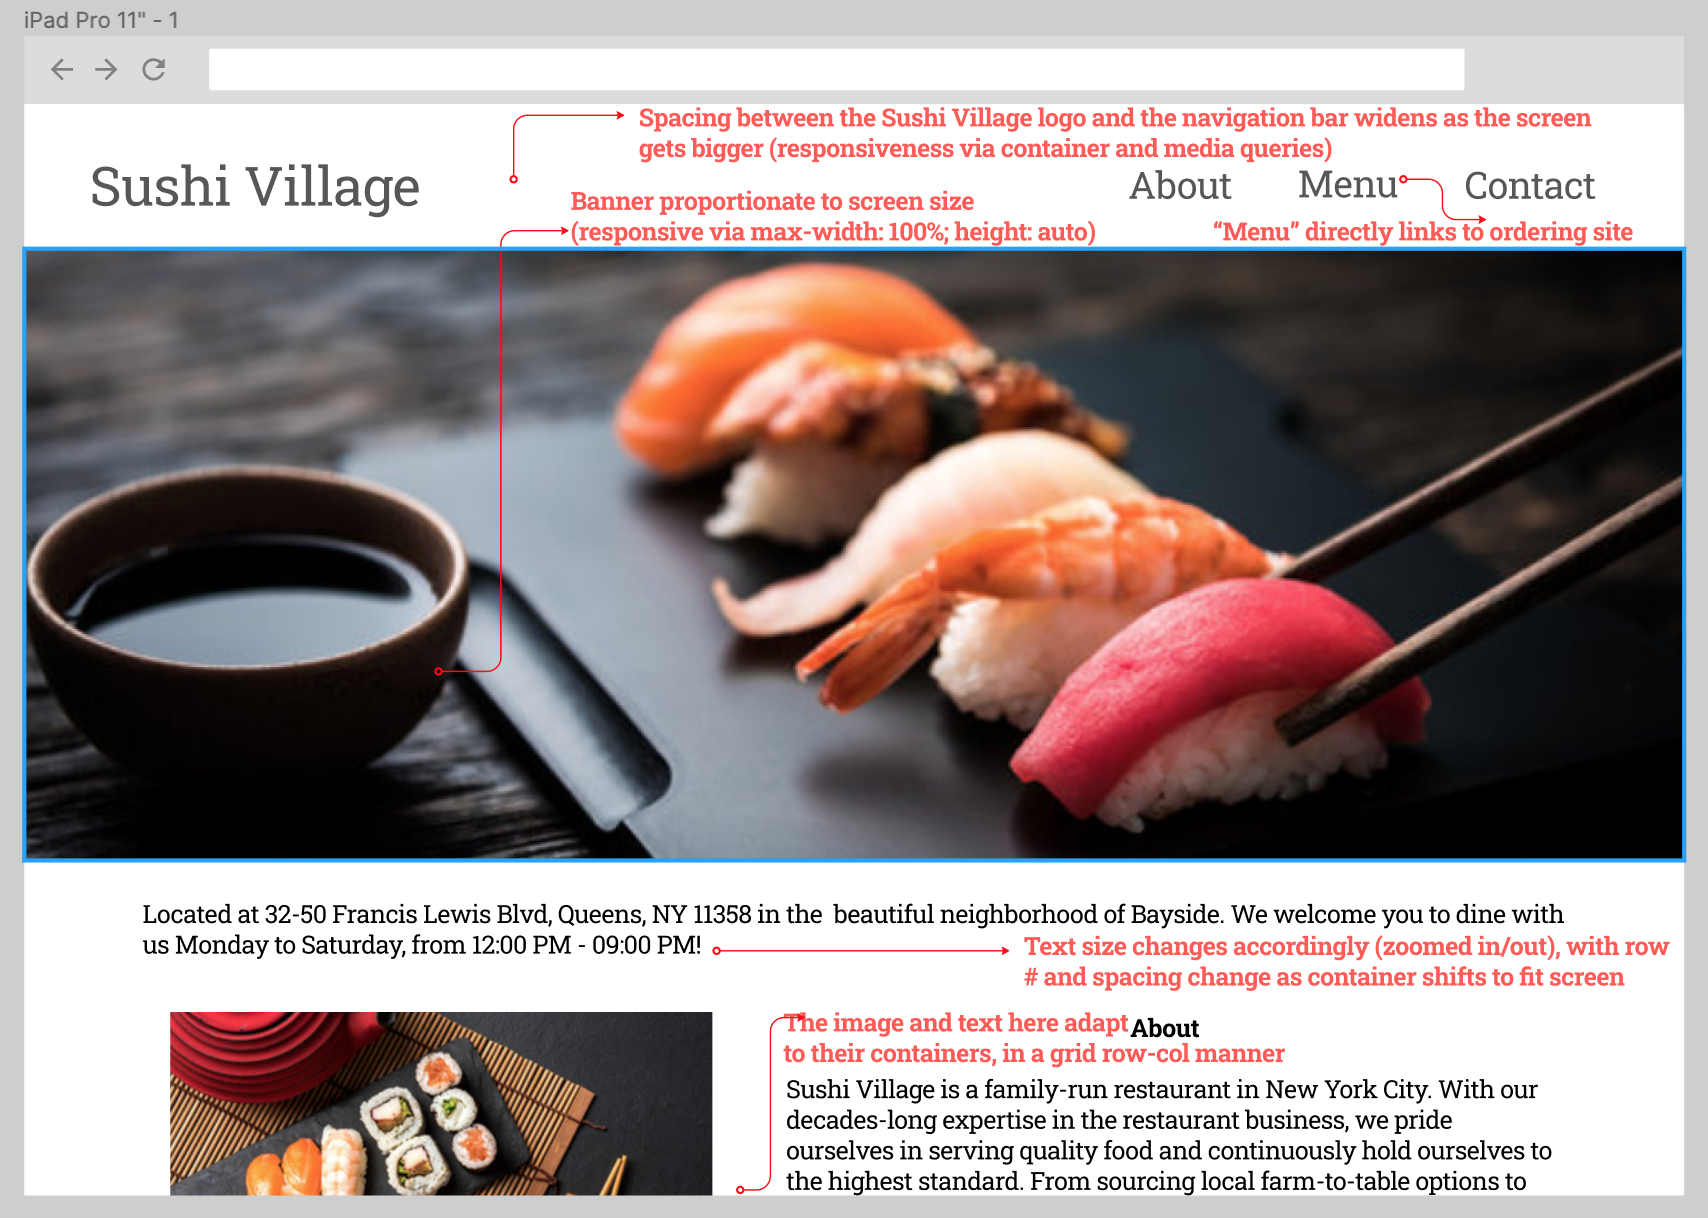 iPad Pro 11" - 1
Spacing between the Sushi Village logo and the navigation bar widens as the screen
gets bigger (responsiveness via container and media queries)
Sushi Village
About
Menu
Contact
Banner proportionate to screen size
(responsive via max-width: 100%; height: auto)
“Menu” directly links to ordering site
Located at 32-50 Francis Lewis Blvd, Queens, NY 11358 in the  beautiful neighborhood of Bayside. We welcome you to dine with
us Monday to Saturday, from 12:00 PM - 09:00 PM!
Text size changes accordingly (zoomed in/out), with row
# and spacing change as container shifts to fit screen
The image and text here adapt
to their containers, in a grid row-col manner
About
Sushi Village is a family-run restaurant in New York City. With our
decades-long expertise in the restaurant business, we pride
ourselves in serving quality food and continuously hold ourselves to
the highest standard. From sourcing local farm-to-table options to